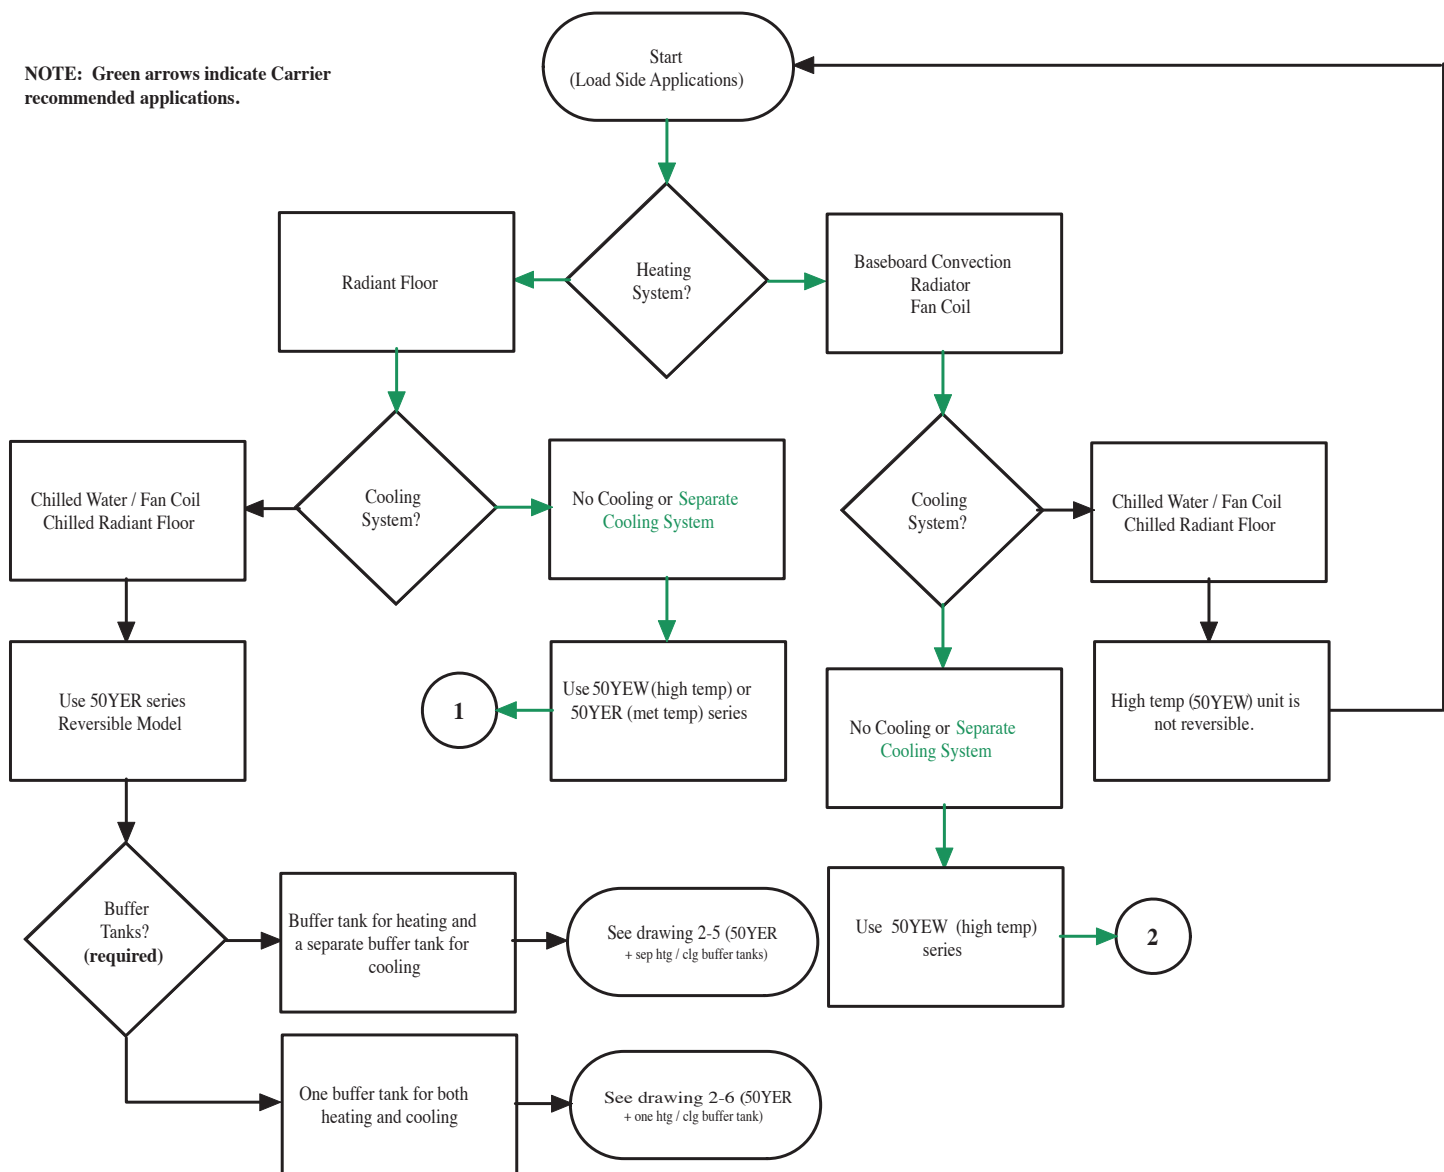 NOTE: Green arrows indicate Carrier
recommended applications.
Start
(Load Side Applications)
Heating
System?
Radiant Floor
Baseboard Convection
Radiator
Fan Coil
Cooling
System?
Chilled Water / Fan Coil
Chilled Radiant Floor
No Cooling or Separate
Cooling System
Cooling
System?
Chilled Water / Fan Coil
Chilled Radiant Floor
Use 50YER series
Reversible Model
1
Use 50YEW (high temp) or
50YER (met temp) series
No Cooling or Separate
Cooling System
High temp (50YEW) unit is
not reversible.
Buffer
Tanks?
(required)
Buffer tank for heating and
a separate buffer tank for
cooling
See drawing 2-5 (50YER
+ sep htg / clg buffer tanks)
Use 50YEW (high temp)
series
2
One buffer tank for both
heating and cooling
See drawing 2-6 (50YER
+ one htg / clg buffer tank)